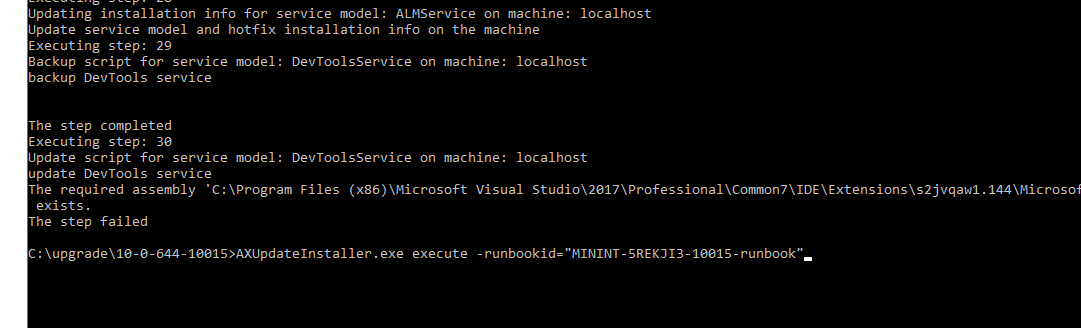 Executing step: 28
Updating installation info for service model: ALMService on machine: localhost
Update service model and hotfix installation info on the machine
Executing step: 29
Backup script for service model: DevToolsService on machine: localhost
backup DevTools service
The step completed
Executing step: 30
Update script for service model: DevToolsService on machine: localhost
update DevTools service
The required assembly 'C:\Program Files (x86)\Microsoft Visual Studio\2017\Professional\Common7\IDE\Extensions\s2jvqaw1.144\Microsof
exists.
The step failed
C:\upgrade\10-0-644-10015>AXUpdateInstaller.exe execute -runbookid="MININT-5REKJI3-10015-runbook"